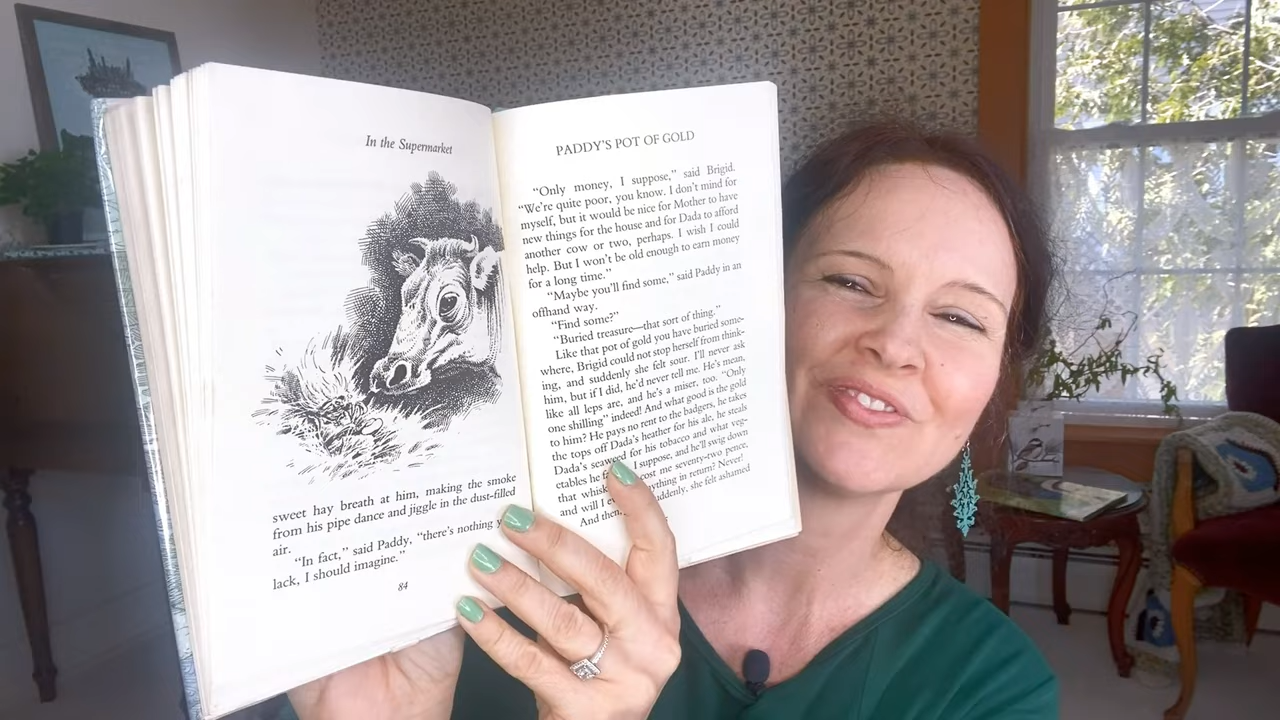 In the Supermarket
sweet hay breath at him, making the smoke
from his pipe dance and jiggle in the dust-filled
air.
“In fact,” said Paddy, “there’s nothing
lack, I should imagine.”
84
PADDY’S POT OF GOLD
“Only money, I suppose,” said Brigid.
“We’re quite poor, you know. I don’t mind for
myself, but it would be nice for Mother to have
new things for the house and for Dada to afford
another cow or two, perhaps. I wish I could
help. But I won’t be old enough to earn money
for a long time.”
“Maybe you’ll find some,” said Paddy in an
offhand way.
“Find some?”
“Buried treasure—that sort of thing.”
Like that pot of gold you have buried some-
where, Brigid could not stop herself from think-
ing, and suddenly she felt sour. I’ll never ask
him, but if I did, he’d never tell me. He’s mean,
like all leps are, and he’s a miser, too. “Only
one shilling” indeed! And what good is the gold
to him? He pays no rent to the badgers, he takes
the tops off Dada’s heather for his ale, he steals
Dada’s seaweed for his tobacco and what veg-
etables he I suppose, and he’ll swig down
that cost me seventy-two pence,
and will I anything in return? Never!
And then, suddenly, she felt ashamed